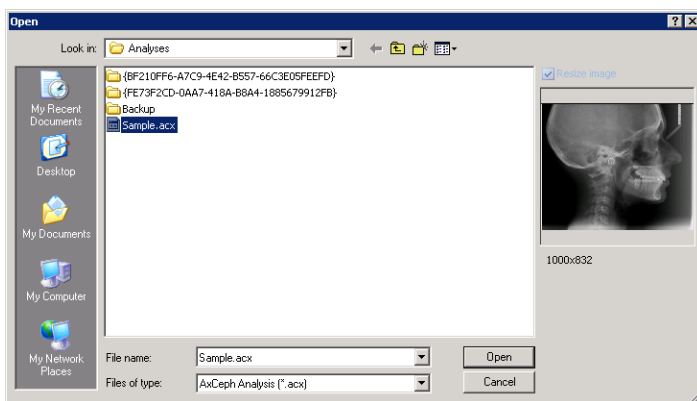 Open
Look in:
Analyses
My Recent
Documents
Desktop
My Documents
My Computer
My Network
Places
{BF210FF6-A7C9-4E42-B557-66C3E05FEEFD}
{FE73F2CD-0AA7-418A-B8A4-1885679912FB}
Backup
Sample.acx
Resize image
1000x832
File name:
Sample.acx
Open
Files of type:
AxCeph Analysis (*.acx)
Cancel